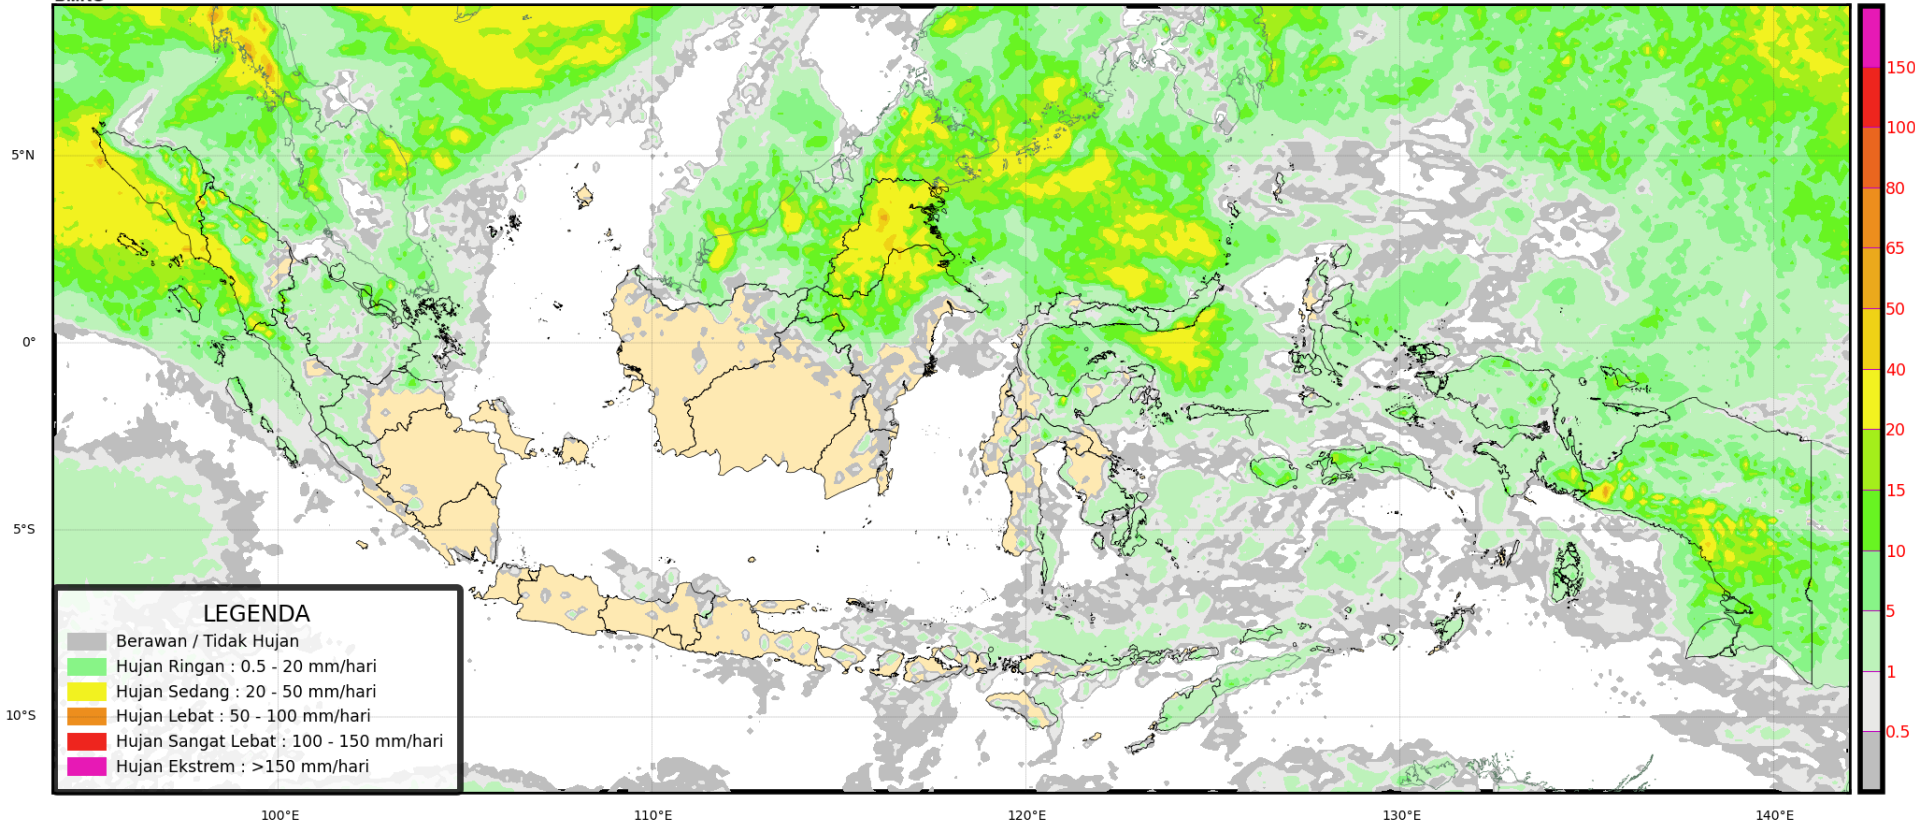 5°N
0°
5°S
10°S
100°E
110°E
120°E
130°E
140°E
LEGENDA
Berawan / Tidak Hujan
Hujan Ringan : 0.5 - 20 mm/hari
Hujan Sedang : 20 - 50 mm/hari
Hujan Lebat : 50 - 100 mm/hari
Hujan Sangat Lebat : 100 - 150 mm/hari
Hujan Ekstrem : >150 mm/hari
150
100
80
65
50
40
20
15
10
5
1
0.5